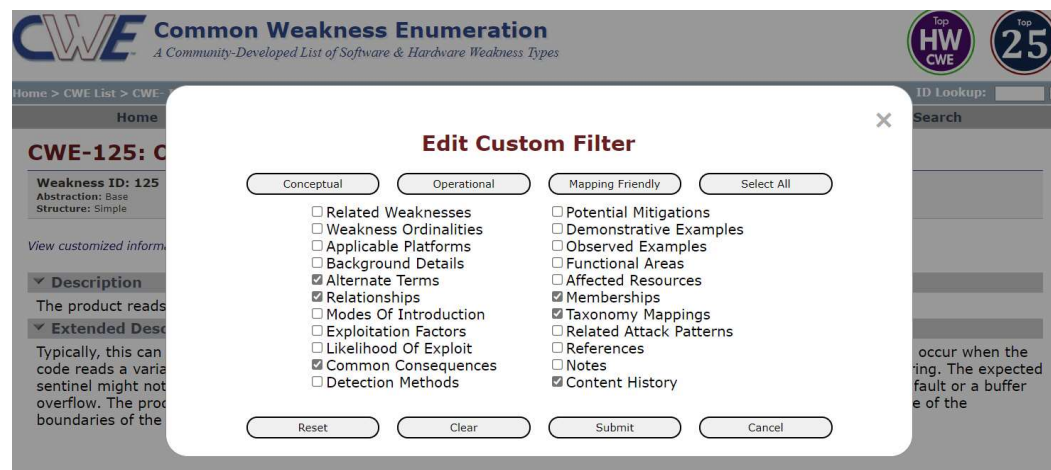 CWE Common Weakness Enumeration
A Community-Developed List of Software & Hardware Weakness Types
Top HW CWE
Top 25
Home > CWE List > CWE-
ID Lookup:
Home
Search
CWE-125:
Weakness ID: 125
Abstraction: Base
Structure: Simple
View customized
Description
The product reads
Extended
Typically, this can
occur when the
code reads a
The expected
sentinel might not
fault or a buffer
overflow. The
of the
boundaries of the
×
Edit Custom Filter
Conceptual
Operational
Mapping Friendly
Select All
Related Weaknesses
Weakness Ordinalities
Applicable Platforms
Background Details
Alternate Terms
Relationships
Modes Of Introduction
Exploitation Factors
Likelihood Of Exploit
Common Consequences
Detection Methods
Potential Mitigations
Demonstrative Examples
Observed Examples
Functional Areas
Affected Resources
Memberships
Taxonomy Mappings
Related Attack Patterns
References
Notes
Content History
Reset
Clear
Submit
Cancel